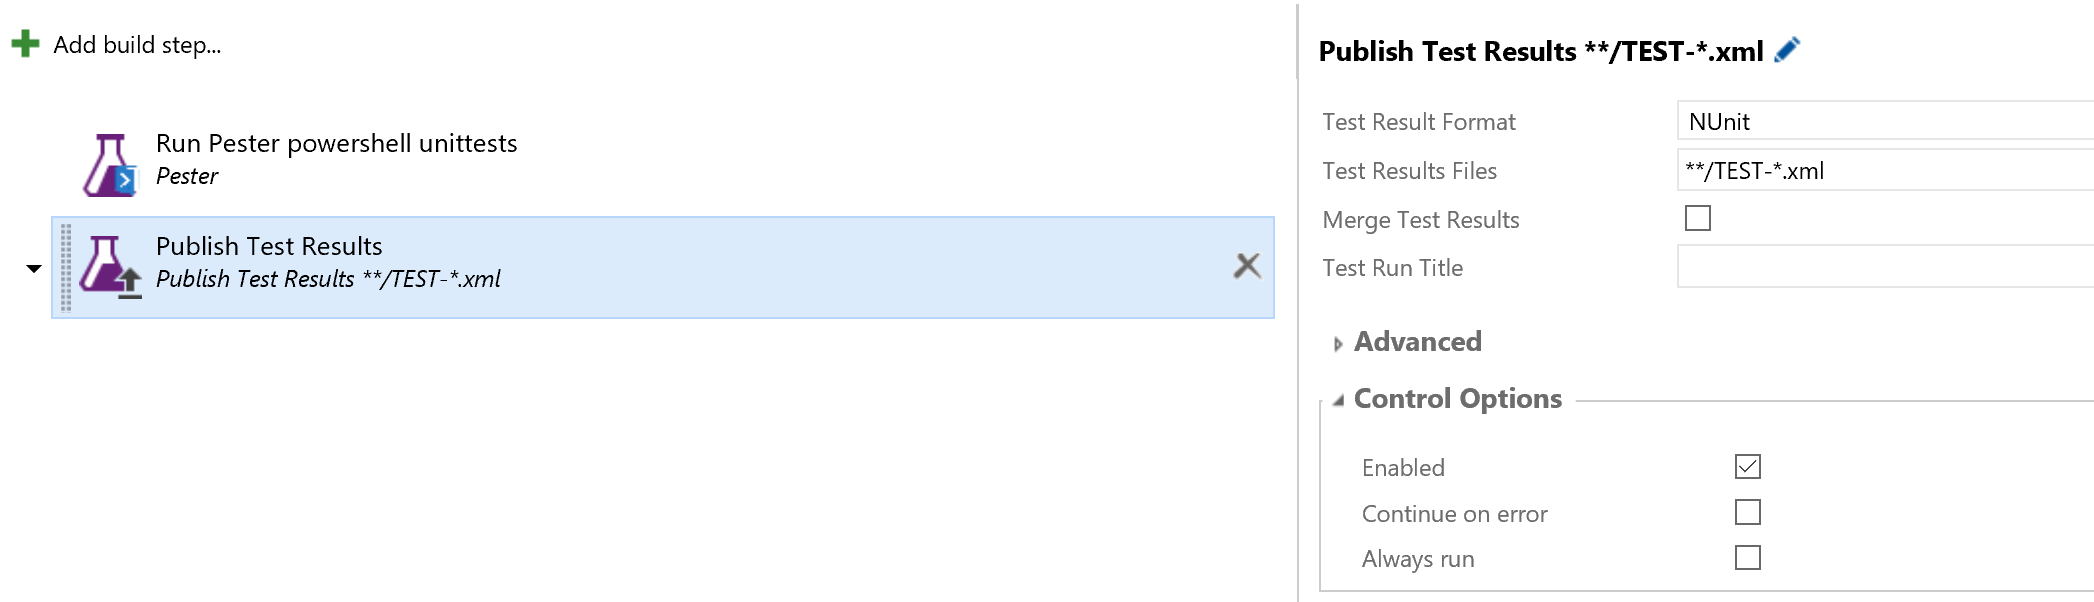 Add build step...
Run Pester powershell unittests
Pester
Publish Test Results
Publish Test Results **/TEST-*.xml
Publish Test Results **/TEST-*.xml
Test Result Format
NUnit
Test Results Files
**/TEST-*.xml
Merge Test Results
Test Run Title
Advanced
Control Options
Enabled
Continue on error
Always run